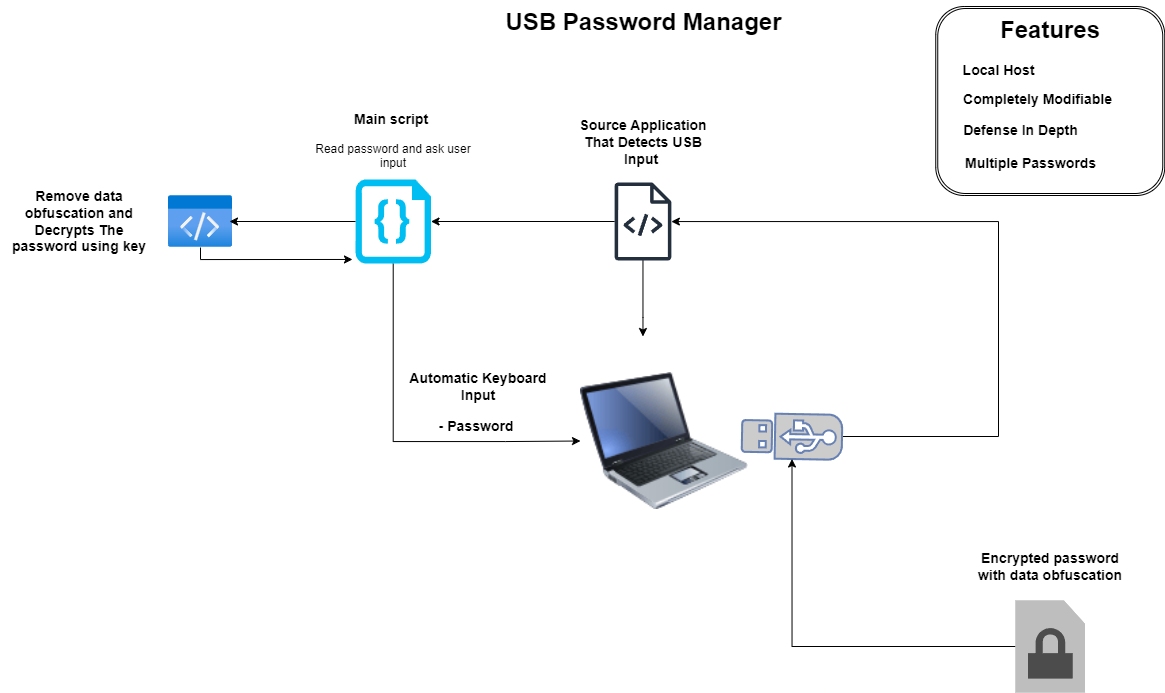 USB Password Manager
Features
Local Host
Completely Modifiable
Defense In Depth
Multiple Passwords
Main script
Read password and ask user
input
Source Application
That Detects USB
Input
Remove data
obfuscation and
Decrypts The
password using key
Automatic Keyboard
Input
- Password
Encrypted password
with data obfuscation